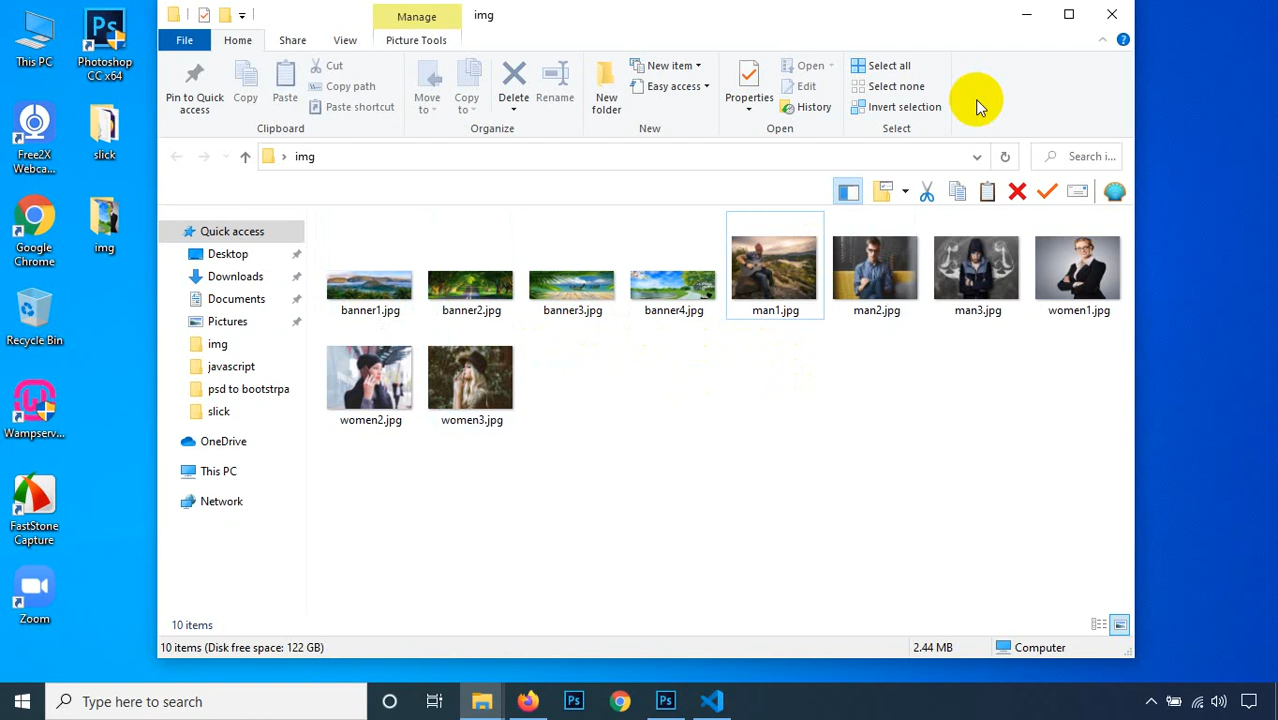 This PC
Photoshop CC x64
Free2X Webca...
slick
Google Chrome
img
Recycle Bin
Wampserv...
FastStone Capture
Zoom
Manage
img
File
Home
Share
View
Picture Tools
Pin to Quick access
Copy
Paste
Cut
Copy path
Paste shortcut
Clipboard
Move to
Copy to
Delete
Rename
Organize
New folder
New item
Easy access
New
Properties
Open
Edit
History
Open
Select all
Select none
Invert selection
Select
img
Search i...
Quick access
Desktop
Downloads
Documents
Pictures
img
javascript
psd to bootstrpa
slick
OneDrive
This PC
Network
banner1.jpg
banner2.jpg
banner3.jpg
banner4.jpg
man1.jpg
man2.jpg
man3.jpg
women1.jpg
women2.jpg
women3.jpg
10 items
10 items (Disk free space: 122 GB)
2.44 MB
Computer
Type here to search